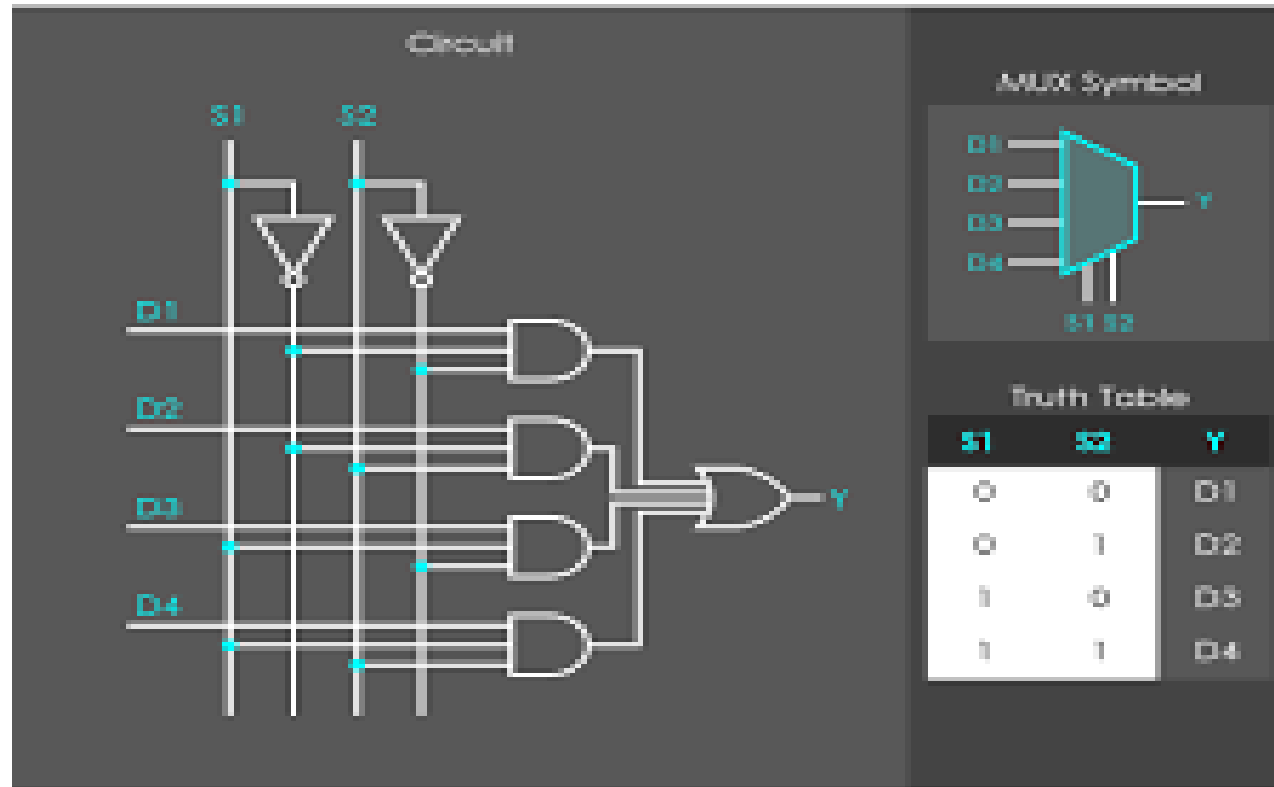 Circuit
S1 S2
D1
D2
D3
D4
Y
MUX Symbol
D1
D2
D3
D4
Y
S1 S2
Truth Table
S1 S2 Y
0 0 D1
0 1 D2
1 0 D3
1 1 D4